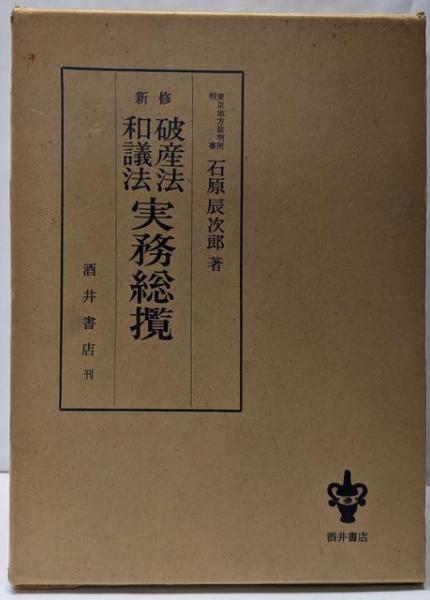 東京地方裁判所
判事
石原辰次郎 著
修新
破産法
和議法
実務総攬
酒井書店 刊
酒井書店